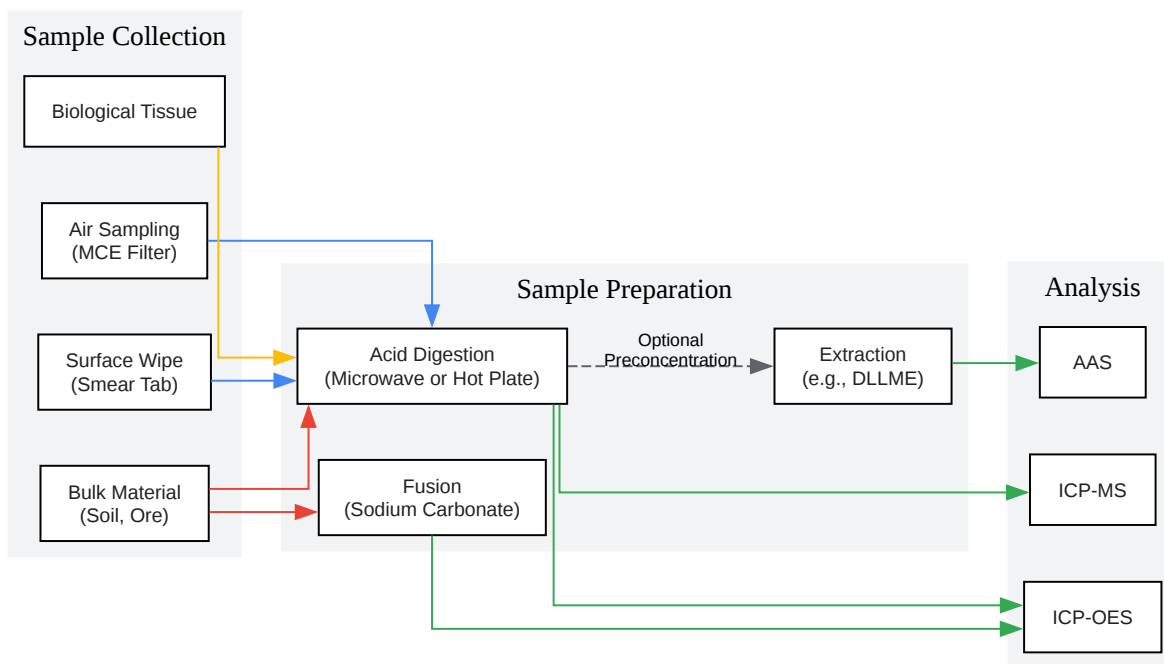 Sample Collection
Biological Tissue
Air Sampling
(MCE Filter)
Surface Wipe
(Smear Tab)
Bulk Material
(Soil, Ore)
Sample Preparation
Acid Digestion
(Microwave or Hot Plate)
Optional
Preconcentration
Extraction
(e.g., DLLME)
Fusion
(Sodium Carbonate)
Analysis
AAS
ICP-MS
ICP-OES